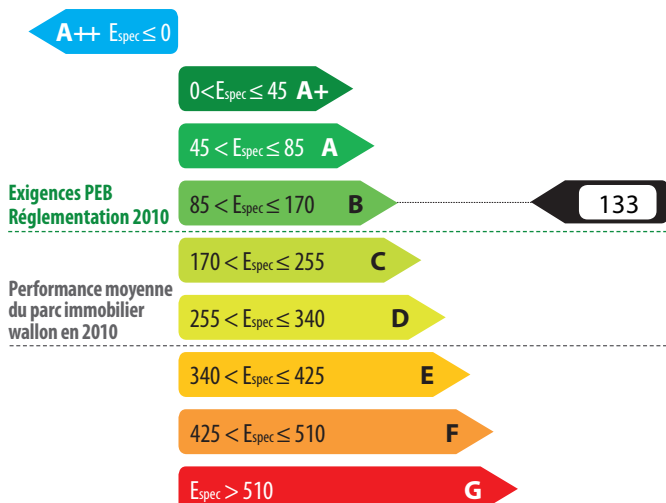 A++ Espec ≤ 0
0<Espec ≤ 45 A+
45 < Espec ≤ 85 A
Exigences PEB
Réglementation 2010
85 < Espec ≤ 170 B
133
170 < Espec ≤ 255 C
Performance moyenne
du parc immobilier
wallon en 2010
255 < Espec ≤ 340 D
340 < Espec ≤ 425 E
425 < Espec ≤ 510 F
Espec > 510 G